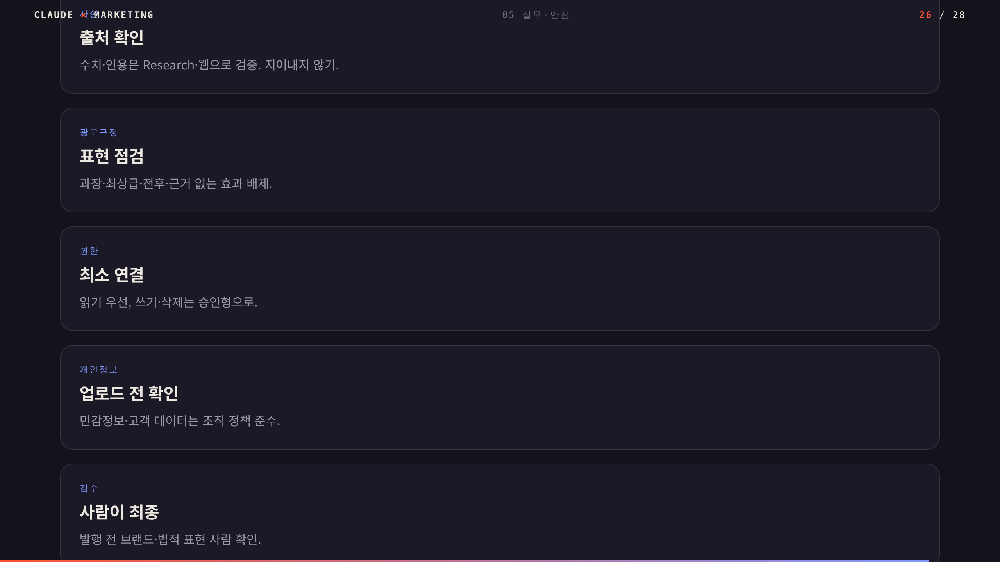 CLAUDE × MARKETING
05 실무·안전
26 / 28
사실
출처 확인
수치·인용은 Research·웹으로 검증. 지어내지 않기.
광고규정
표현 점검
과장·최상급·전후·근거 없는 효과 배제.
권한
최소 연결
읽기 우선, 쓰기·삭제는 승인형으로.
개인정보
업로드 전 확인
민감정보·고객 데이터는 조직 정책 준수.
검수
사람이 최종
발행 전 브랜드·법적 표현 사람 확인.